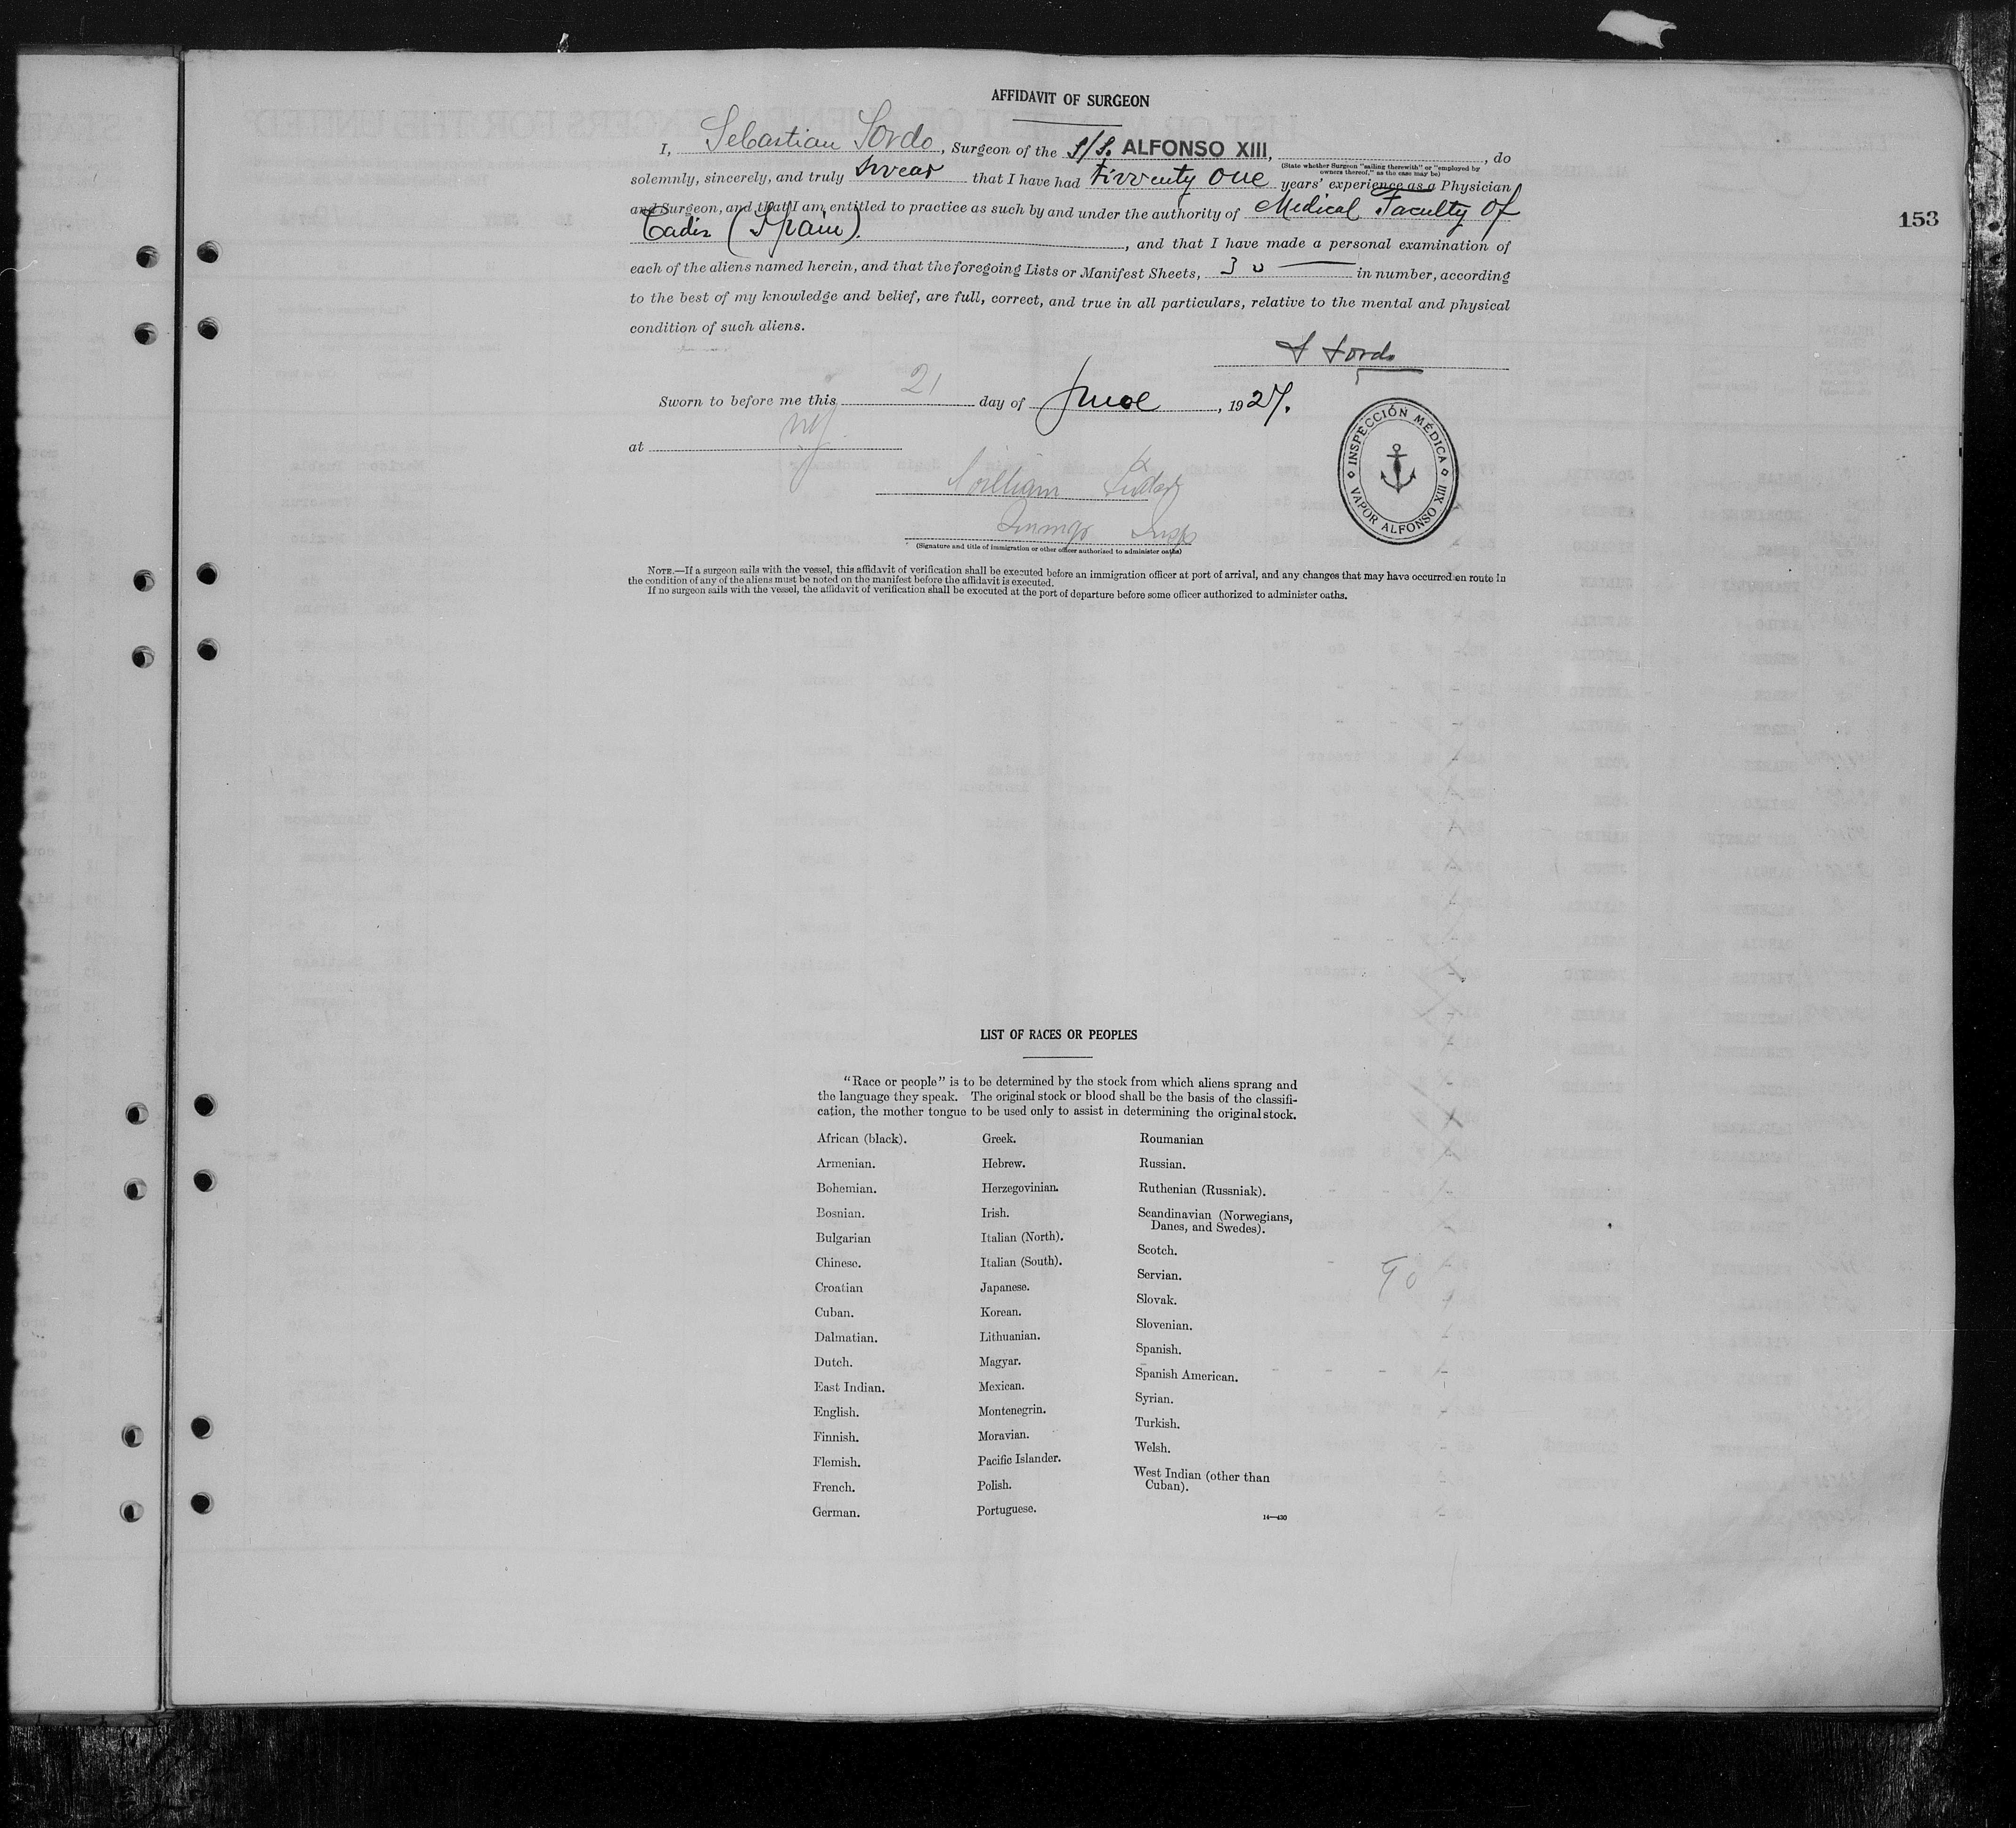 AFFIDAVIT OF SURGEON
I, Sebastian Sordo, Surgeon of the S/S. ALFONSO XIII, , do
(State whether Surgeon "sailing therewith" or "employed by
owners thereof," as the case may be)
solemnly, sincerely, and truly swear that I have had twenty one years' experience as a Physician
and Surgeon, and that I am entitled to practice as such by and under the authority of Medical Faculty of
Cadiz (Spain). , and that I have made a personal examination of
each of the aliens named herein, and that the foregoing Lists or Manifest Sheets, 30 in number, according
to the best of my knowledge and belief, are full, correct, and true in all particulars, relative to the mental and physical
condition of such aliens.
S Sordo
Sworn to before me this 21 day of June, 1927.
at NY
William
(Signature and title of immigration or other officer authorized to administer oaths)
INSPECCIÓN MÉDICA
VAPOR ALFONSO XIII
NOTE.—If a surgeon sails with the vessel, this affidavit of verification shall be executed before an immigration officer at port of arrival, and any changes that may have occurred en route in
the condition of any of the aliens must be noted on the manifest before the affidavit is executed.
If no surgeon sails with the vessel, the affidavit of verification shall be executed at the port of departure before some officer authorized to administer oaths.
153
LIST OF RACES OR PEOPLES
"Race or people" is to be determined by the stock from which aliens sprang and
the language they speak. The original stock or blood shall be the basis of the classifi-
cation, the mother tongue to be used only to assist in determining the original stock.
African (black).
Armenian.
Bohemian.
Bosnian.
Bulgarian
Chinese.
Croatian
Cuban.
Dalmatian.
Dutch.
East Indian.
English.
Finnish.
Flemish.
French.
German.
Greek.
Hebrew.
Herzegovinian.
Irish.
Italian (North).
Italian (South).
Japanese.
Korean.
Lithuanian.
Magyar.
Mexican.
Montenegrin.
Moravian.
Pacific Islander.
Polish.
Portuguese.
Roumanian
Russian.
Ruthenian (Russniak).
Scandinavian (Norwegians,
Danes, and Swedes).
Scotch.
Servian.
Slovak.
Slovenian.
Spanish.
Spanish American.
Syrian.
Turkish.
Welsh.
West Indian (other than
Cuban).
14—430